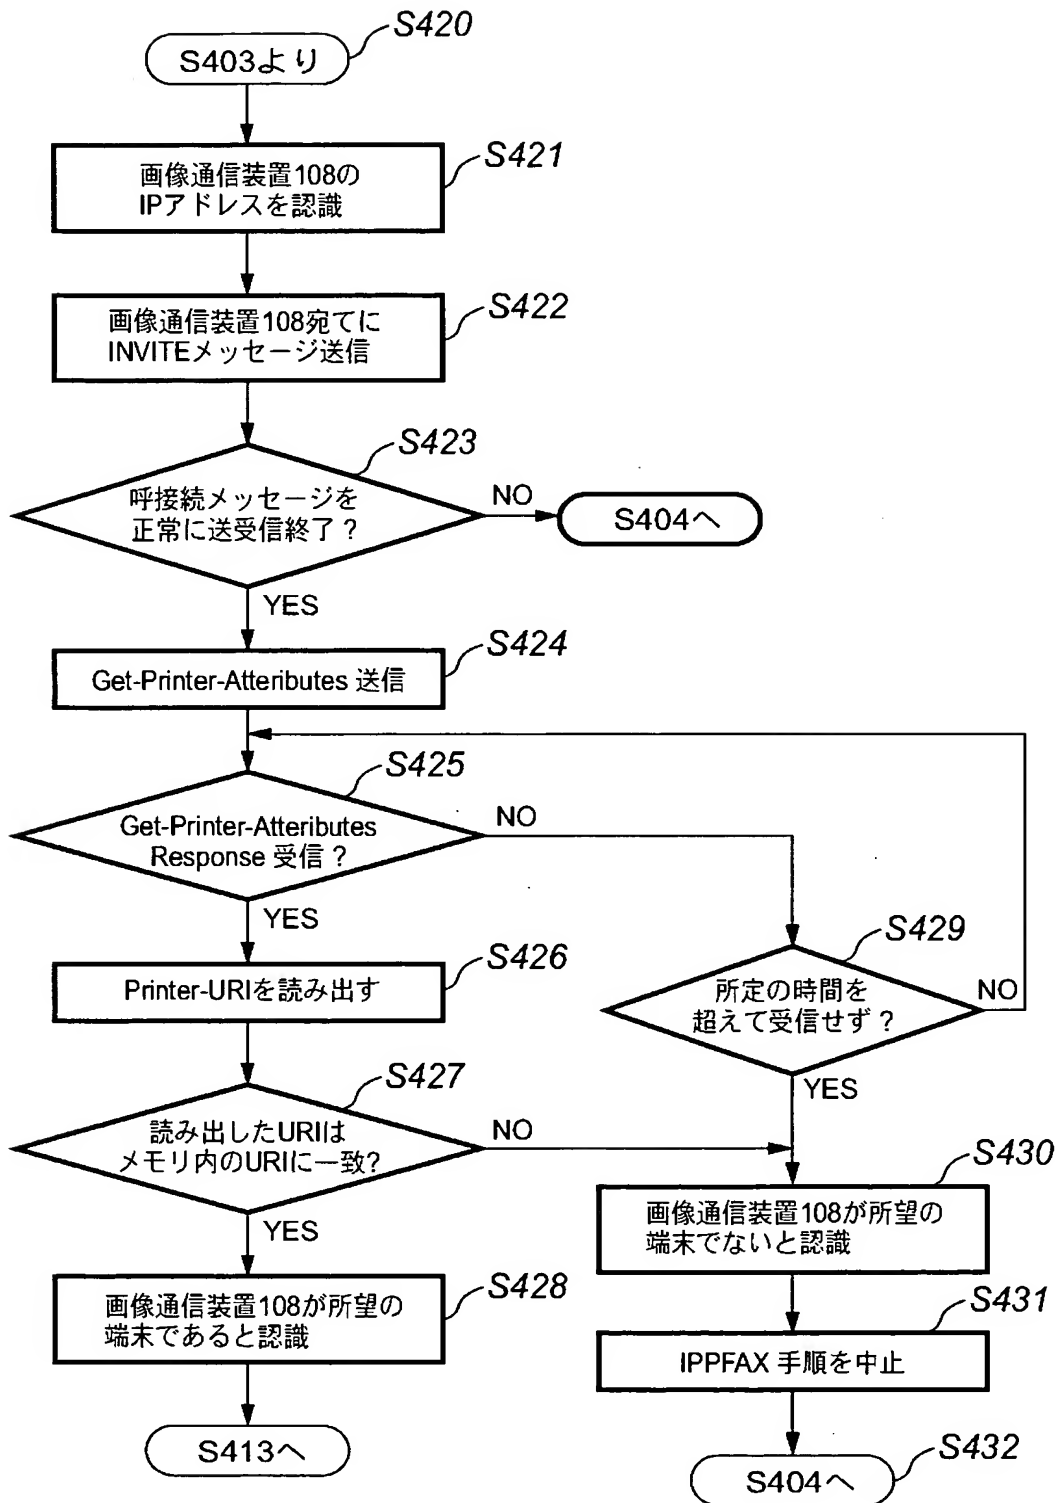 S420
S403より
S421
画像通信装置108の
IPアドレスを認識
S422
画像通信装置108宛てに
INVITEメッセージ送信
S423
呼接続メッセージを
正常に送受信終了？
NO
S404へ
YES
S424
Get-Printer-Atteributes 送信
S425
Get-Printer-Atteributes
Response 受信？
NO
YES
S429
所定の時間を
超えて受信せず？
NO
YES
S426
Printer-URIを読み出す
S427
読み出したURIは
メモリ内のURIに一致?
NO
YES
S430
画像通信装置108が所望の
端末でないと認識
S428
画像通信装置108が所望の
端末であると認識
S431
IPPFAX 手順を中止
S413へ
S432
S404へ